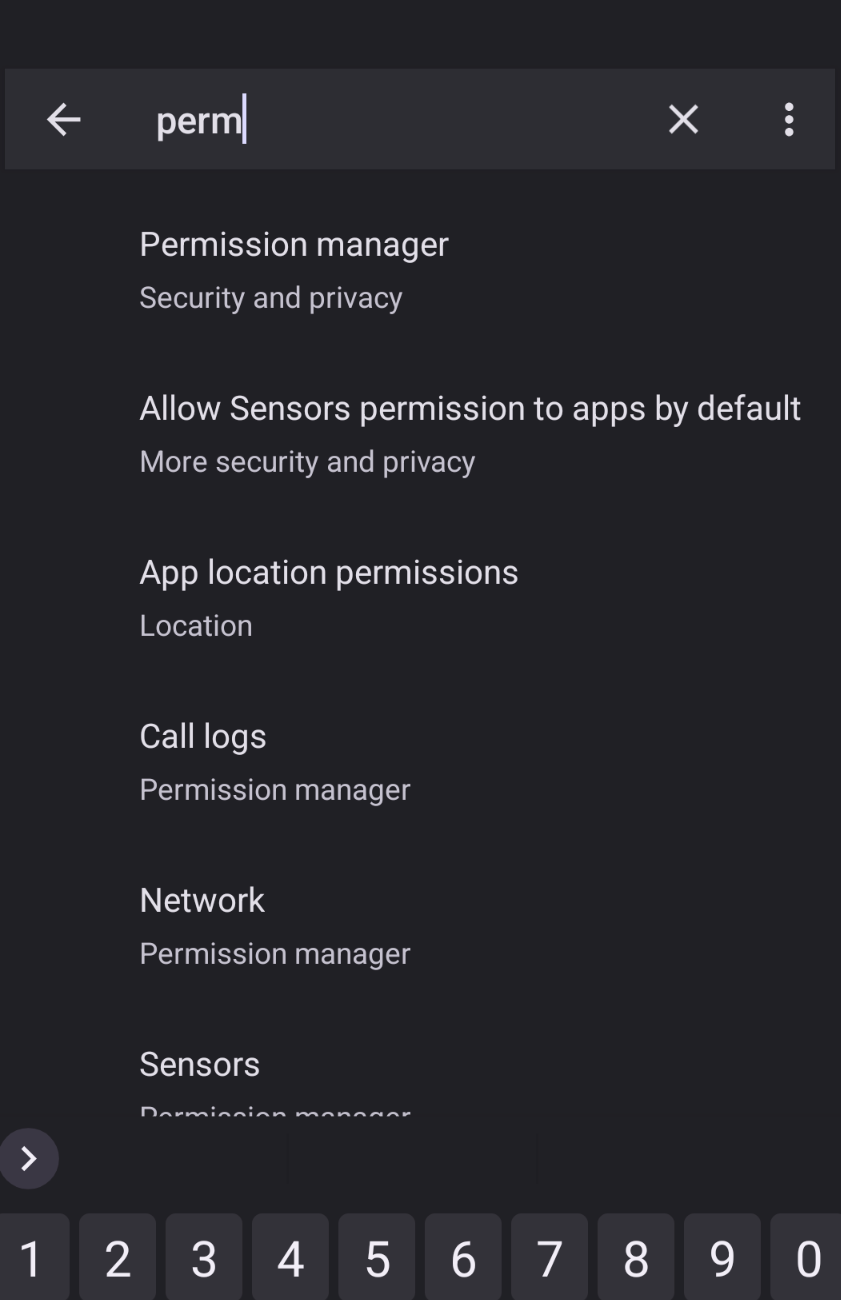 perm
Permission manager
Security and privacy
Allow Sensors permission to apps by default
More security and privacy
App location permissions
Location
Call logs
Permission manager
Network
Permission manager
Sensors
Permission manager
1 2 3 4 5 6 7 8 9 0